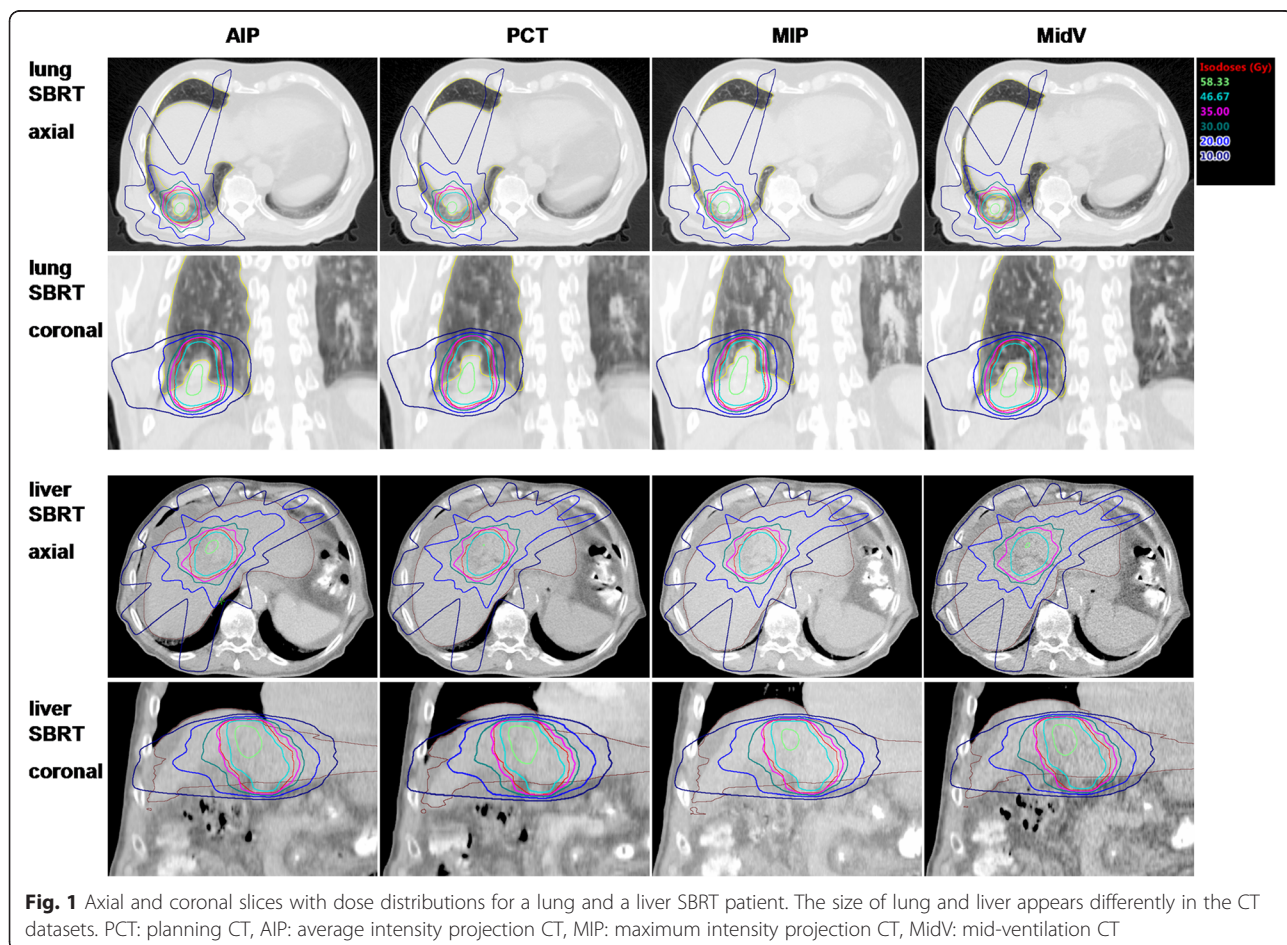 AIP PCT MIP MidV
lung
SBRT
axial
Isodoses (Gy)
58.33
46.67
35.00
30.00
20.00
10.00
lung
SBRT
coronal
liver
SBRT
axial
liver
SBRT
coronal
Fig. 1 Axial and coronal slices with dose distributions for a lung and a liver SBRT patient. The size of lung and liver appears differently in the CT
datasets. PCT: planning CT, AIP: average intensity projection CT, MIP: maximum intensity projection CT, MidV: mid-ventilation CT